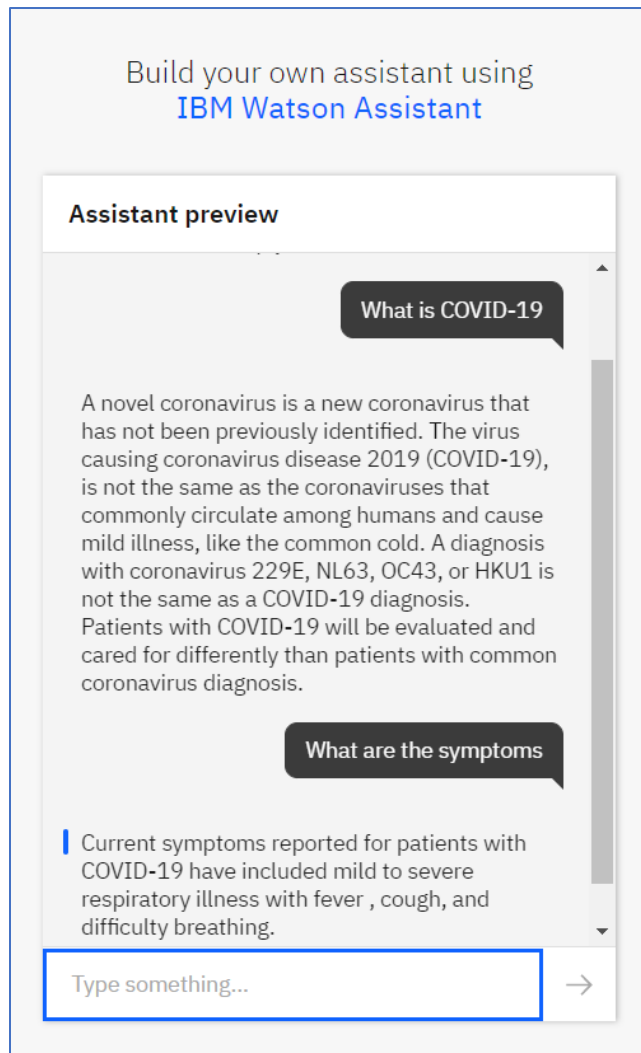 Build your own assistant using
IBM Watson Assistant
Assistant preview
What is COVID-19
A novel coronavirus is a new coronavirus that
has not been previously identified. The virus
causing coronavirus disease 2019 (COVID-19),
is not the same as the coronaviruses that
commonly circulate among humans and cause
mild illness, like the common cold. A diagnosis
with coronavirus 229E, NL63, OC43, or HKU1 is
not the same as a COVID-19 diagnosis.
Patients with COVID-19 will be evaluated and
cared for differently than patients with common
coronavirus diagnosis.
What are the symptoms
Current symptoms reported for patients with
COVID-19 have included mild to severe
respiratory illness with fever , cough, and
difficulty breathing.
Type something...